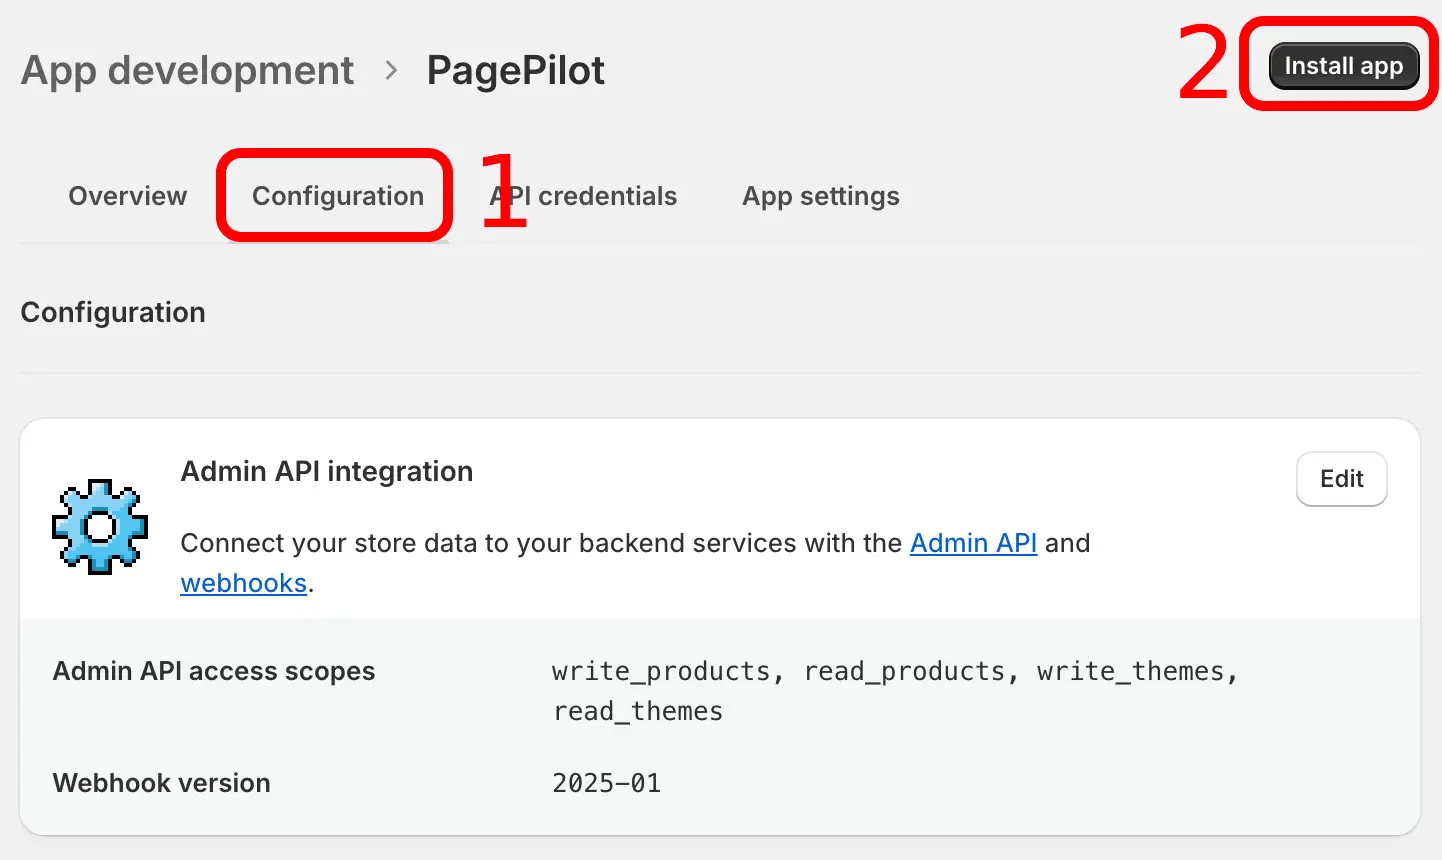 App development > PagePilot
2
Install app
Overview
Configuration
1
API credentials
App settings
Configuration
Admin API integration
Edit
Connect your store data to your backend services with the Admin API and
webhooks.
Admin API access scopes
write_products, read_products, write_themes,
read_themes
Webhook version
2025-01